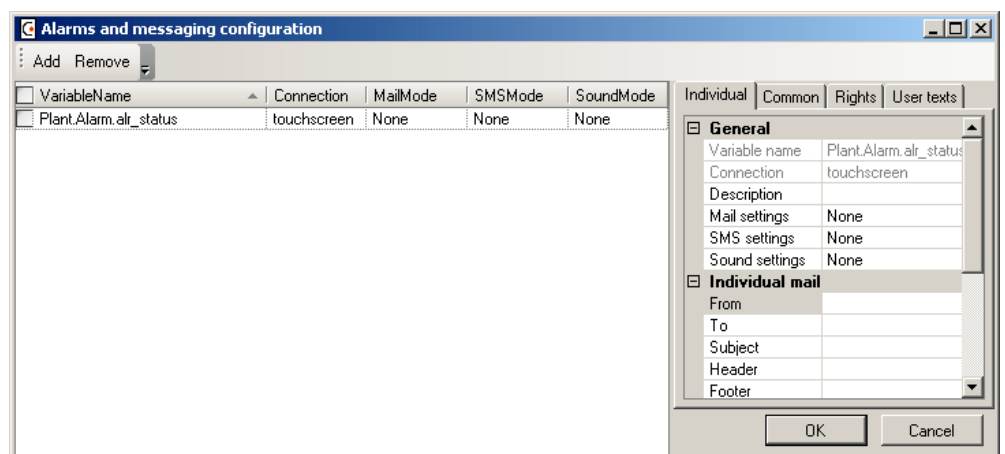 Alarms and messaging configuration
Add Remove
VariableName Connection MailMode SMSMode SoundMode
Plant.Alarm.alr_status touchscreen None None None
Individual Common Rights User texts
General
Variable name Plant.Alarm.alr_status
Connection touchscreen
Description
Mail settings None
SMS settings None
Sound settings None
Individual mail
From
To
Subject
Header
Footer
OK Cancel